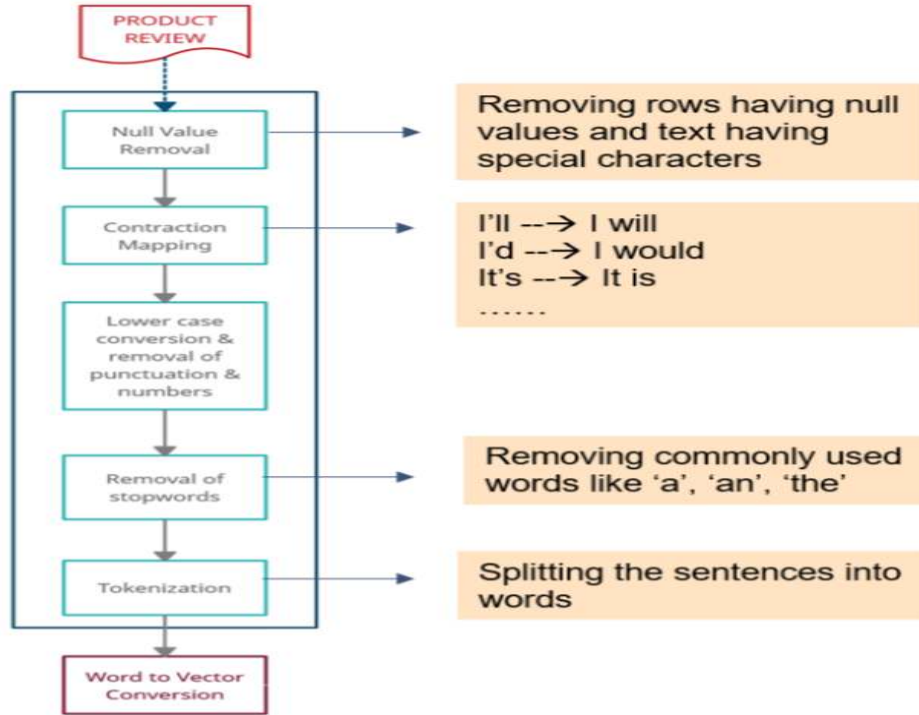 PRODUCT
REVIEW
Null Value
Removal
Removing rows having null
values and text having
special characters
Contraction
Mapping
I'll --→ I will
I'd --→ I would
It's --→ It is
......
Lower case
conversion &
removal of
punctuation &
numbers
Removal of
stopwords
Removing commonly used
words like ‘a’, ‘an’, ‘the’
Tokenization
Splitting the sentences into
words
Word to Vector
Conversion